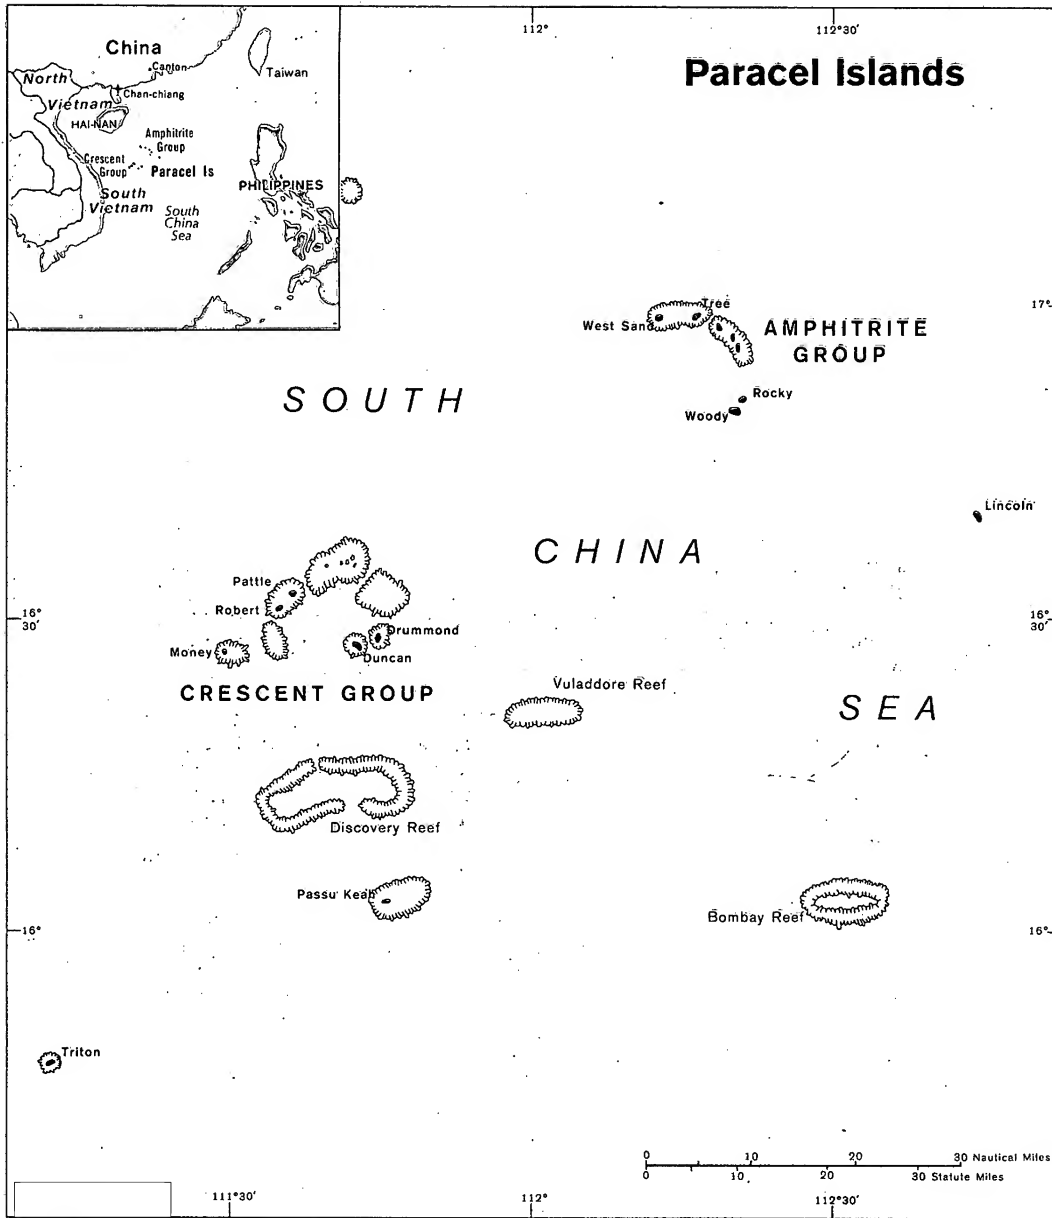 112°
112°30′
Paracel Islands
China
Canton
Taiwan
North
Vietnam
Chan-chiang
HAI-NAN
Amphitrite
Group
Crescent
Group
Paracel Is
PHILIPPINES
South
Vietnam
South
China
Sea
17°
Tree
West Sand
AMPHITRITE
GROUP
Rocky
Woody
SOUTH
Lincoln
CHINA
Pattle
Robert
16°
30′
16°
30′
Drummond
Money
Duncan
CRESCENT GROUP
Vuladdore Reef
SEA
Discovery Reef
Passu Keah
Bombay Reef
16°
16°
Triton
0 10 20 30 Nautical Miles
0 10 20 30 Statute Miles
111°30′
112°
112°30′